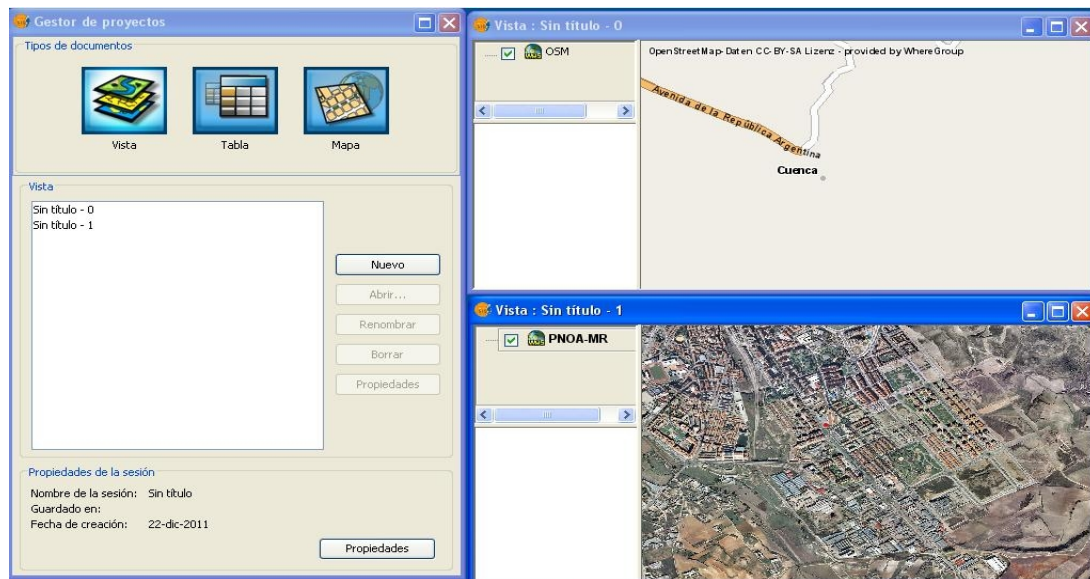 Gestor de proyectos
Tipos de documentos
Vista
Tabla
Mapa
Vista
Sin título - 0
Sin título - 1
Nuevo
Abrir...
Renombrar
Borrar
Propiedades
Propiedades de la sesión
Nombre de la sesión: Sin título
Guardado en:
Fecha de creación: 22-dic-2011
Propiedades
Vista : Sin título - 0
OSM
OpenStreetMap-Daten CC-BY-SA Lizenz - provided by WhereGroup
Avenida de la República Argentina
Cuenca
Vista : Sin título - 1
PNOA-MR